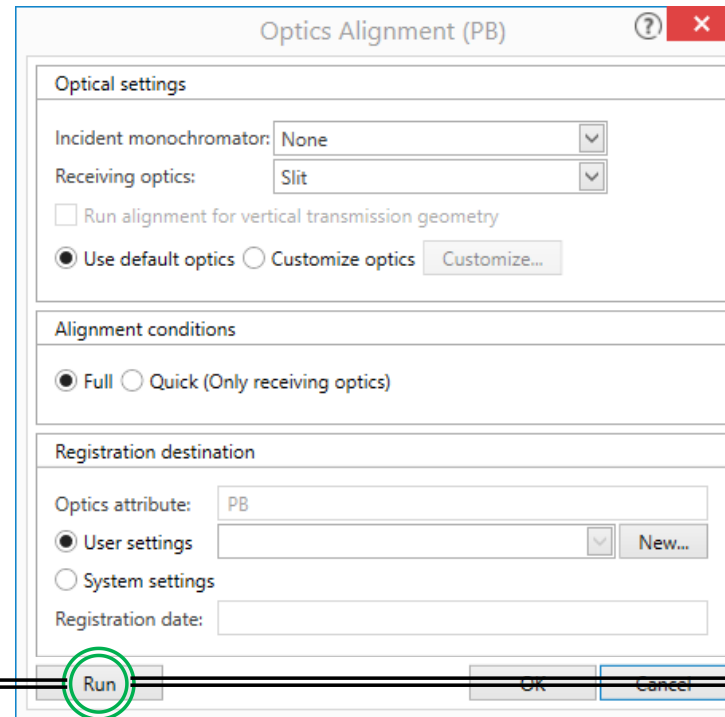 Optics Alignment (PB) ? ×
Optical settings
Incident monochromator: None
Receiving optics: Slit
Run alignment for vertical transmission geometry
Use default optics Customize optics Customize...
Alignment conditions
Full Quick (Only receiving optics)
Registration destination
Optics attribute: PB
User settings New...
System settings
Registration date:
Run OK Cancel